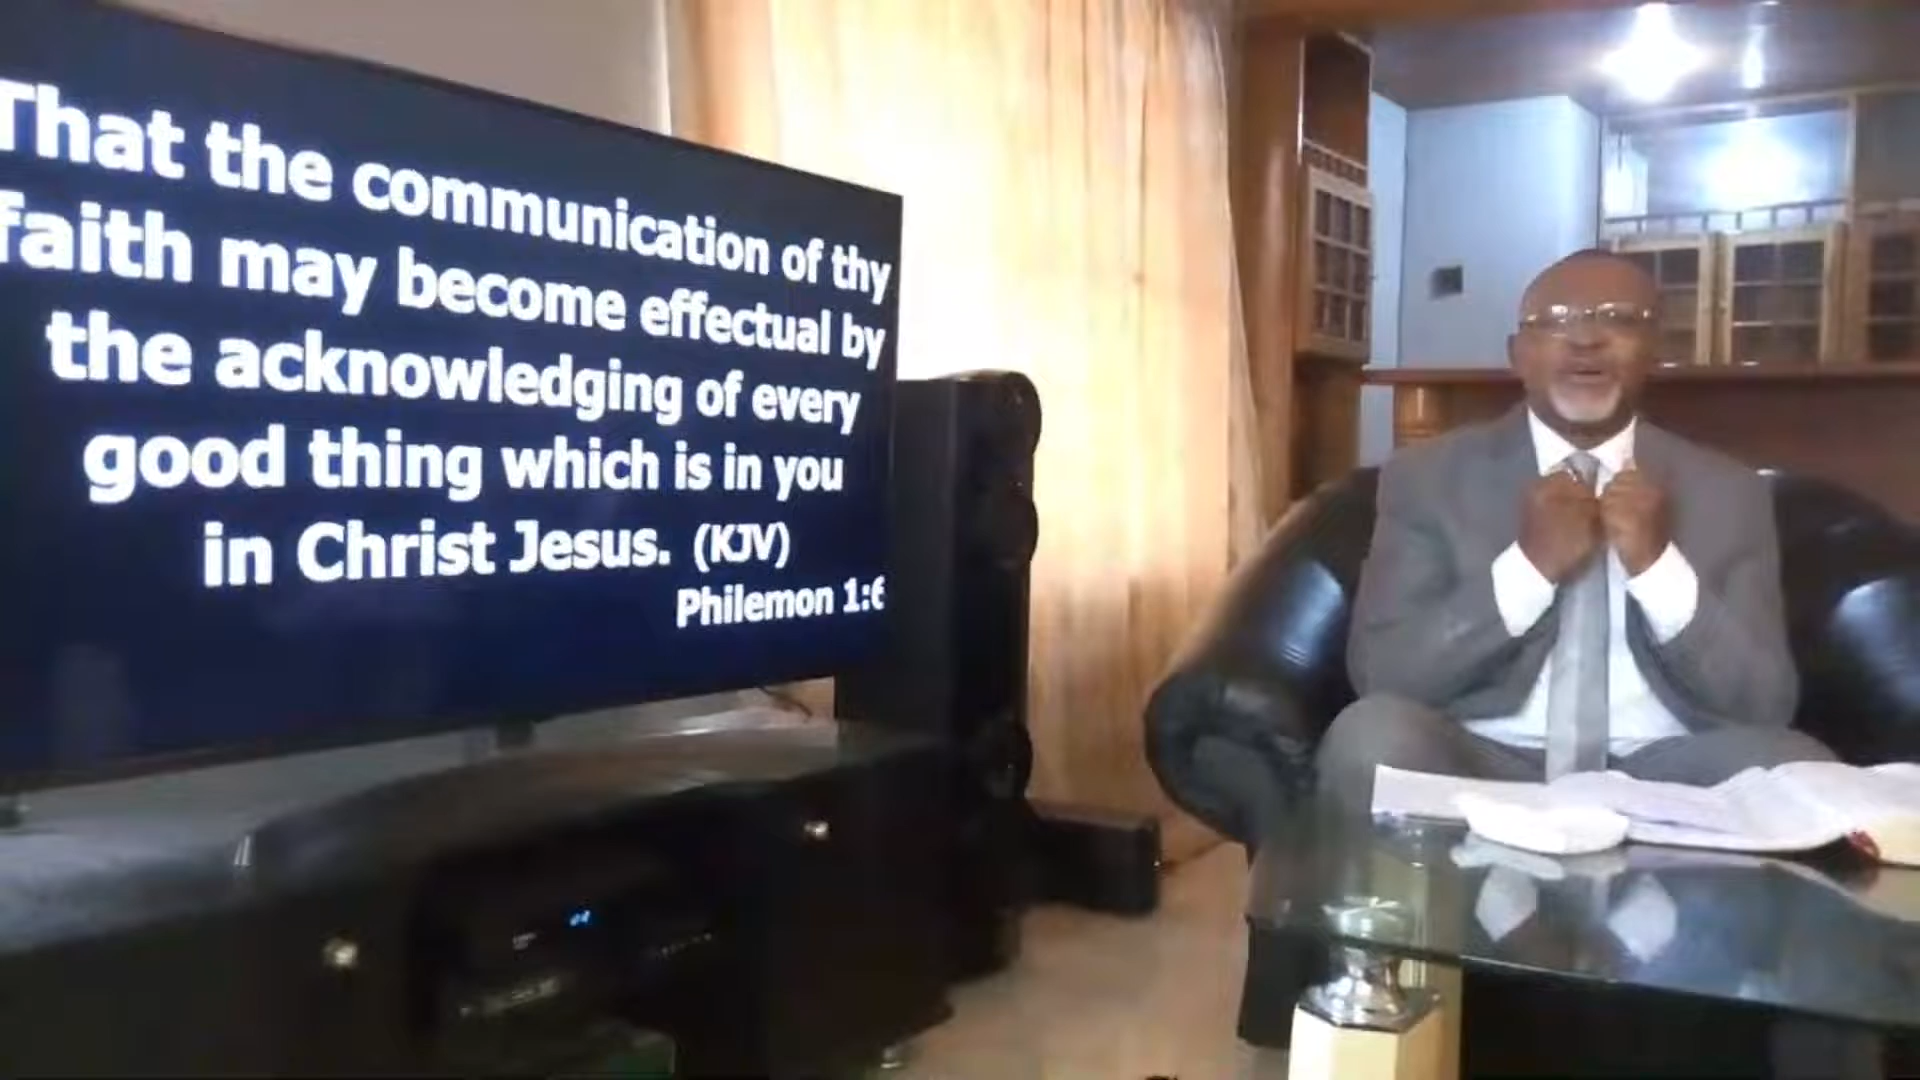 That the communication of thy
faith may become effectual by
the acknowledging of every
good thing which is in you
in Christ Jesus. (KJV)
Philemon 1:6